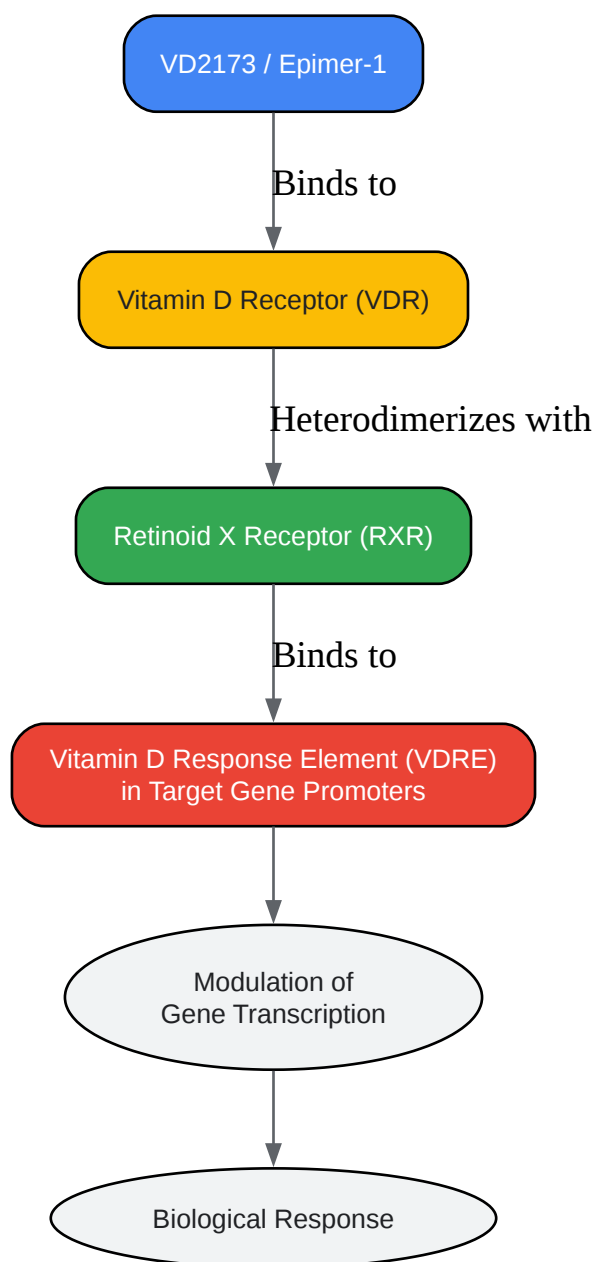 VD2173 / Epimer-1
Binds to
Vitamin D Receptor (VDR)
Heterodimerizes with
Retinoid X Receptor (RXR)
Binds to
Vitamin D Response Element (VDRE)
in Target Gene Promoters
Modulation of
Gene Transcription
Biological Response